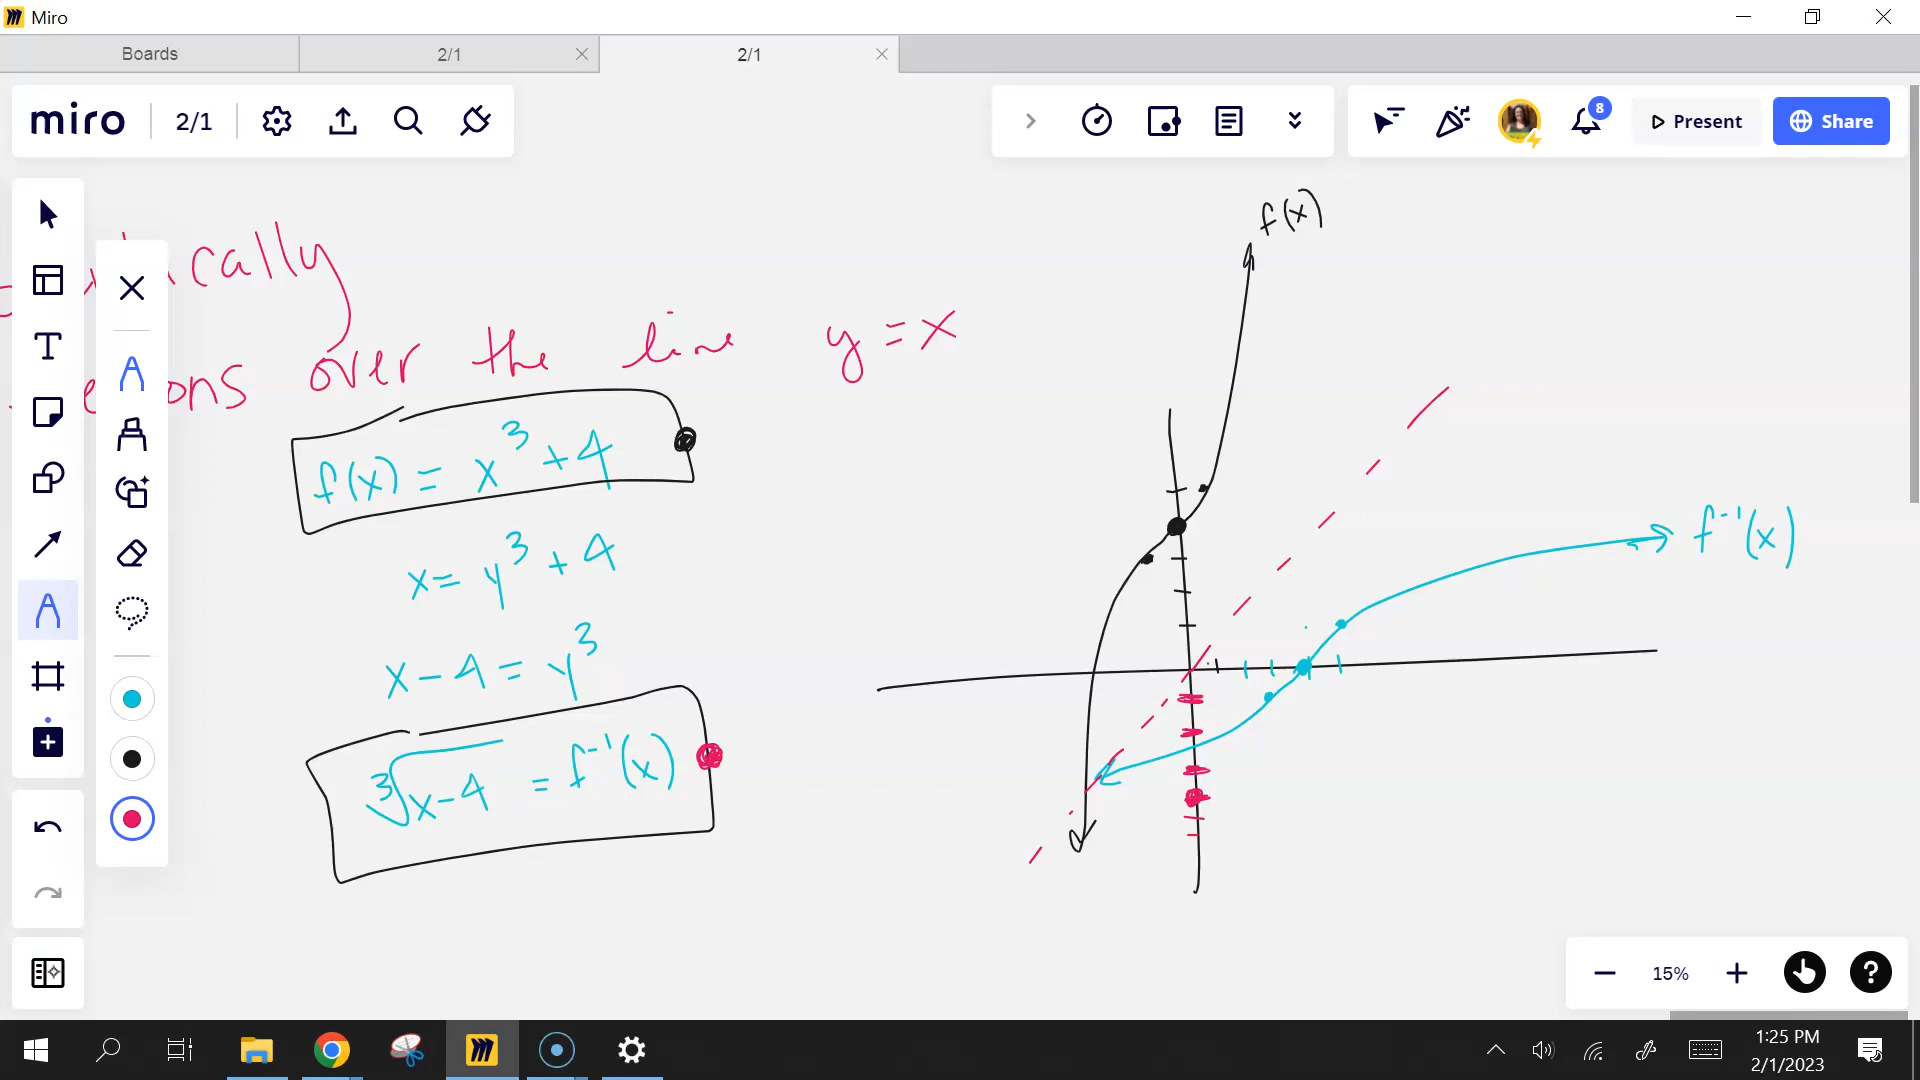 Miro
Boards
2/1
2/1
miro
2/1
8
Present
Share
cally
ons over the line y = x
f(x) = x³ + 4
x = y³ + 4
x - 4 = y³
∛x-4 = f⁻¹(x)
f(x)
f⁻¹(x)
T
15%
?
1:25 PM
2/1/2023